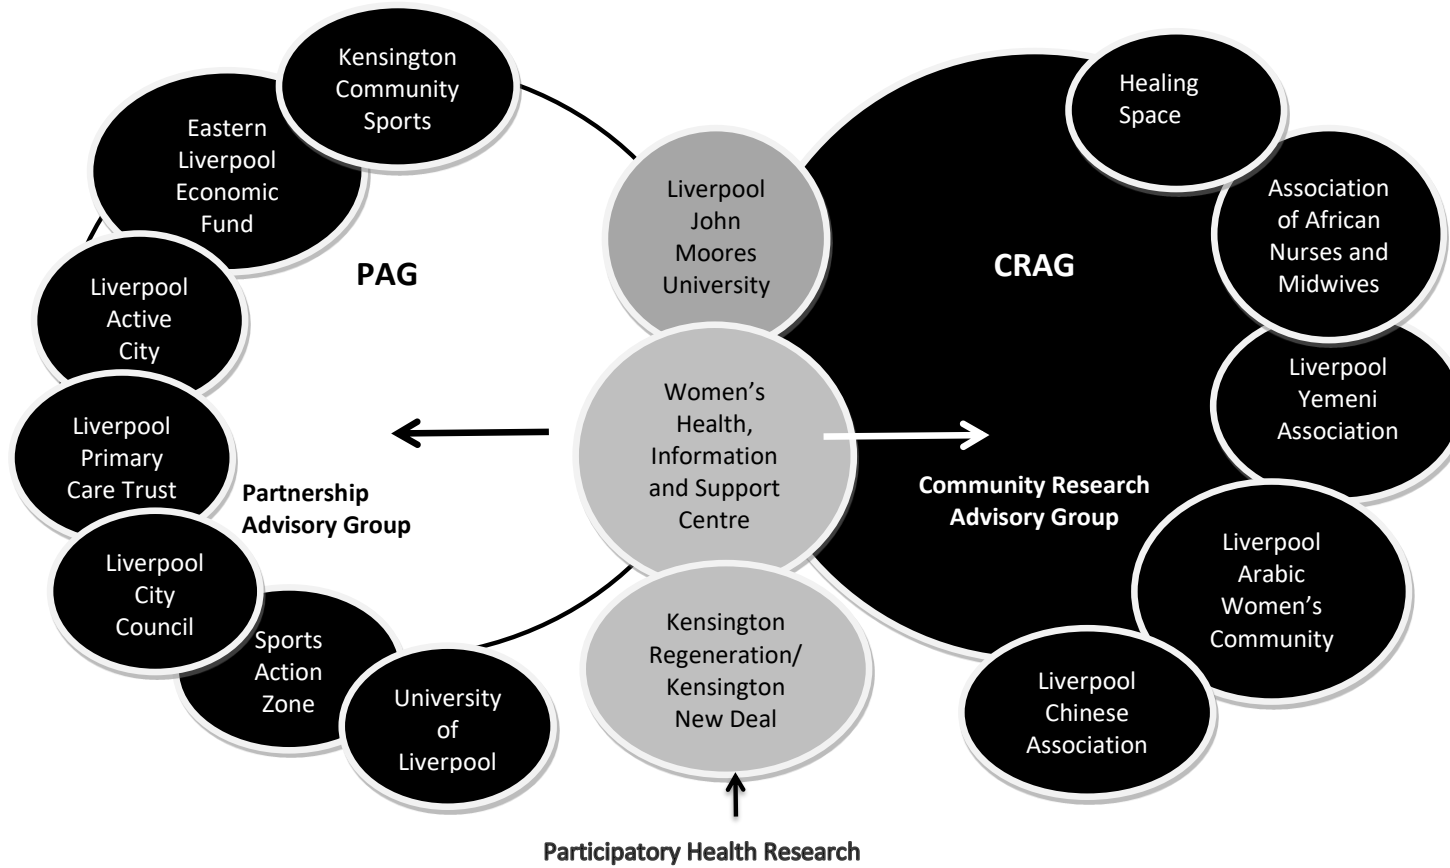 Kensington
Community
Sports
Eastern
Liverpool
Economic
Fund
Liverpool
Active
City
Liverpool
Primary
Care Trust
Liverpool
City
Council
Sports
Action
Zone
University
of
Liverpool
PAG
Partnership
Advisory Group
Liverpool
John
Moores
University
Women’s
Health,
Information
and Support
Centre
Kensington
Regeneration/
Kensington
New Deal
Participatory Health Research
CRAG
Community Research
Advisory Group
Healing
Space
Association
of African
Nurses and
Midwives
Liverpool
Yemeni
Association
Liverpool
Arabic
Women’s
Community
Liverpool
Chinese
Association